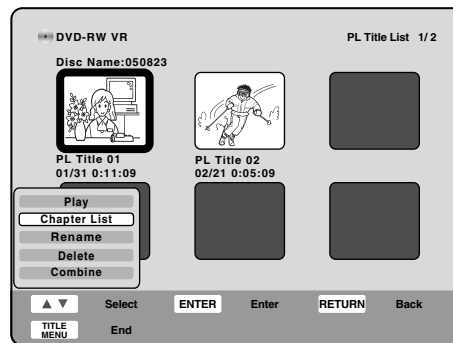 DVD-RW VR PL Title List 1/2
Disc Name:050823
PL Title 01 PL Title 02
01/31 0:11:09 02/21 0:05:09
Play
Chapter List
Rename
Delete
Combine
▲ ▼ Select ENTER Enter RETURN Back
TITLE MENU End